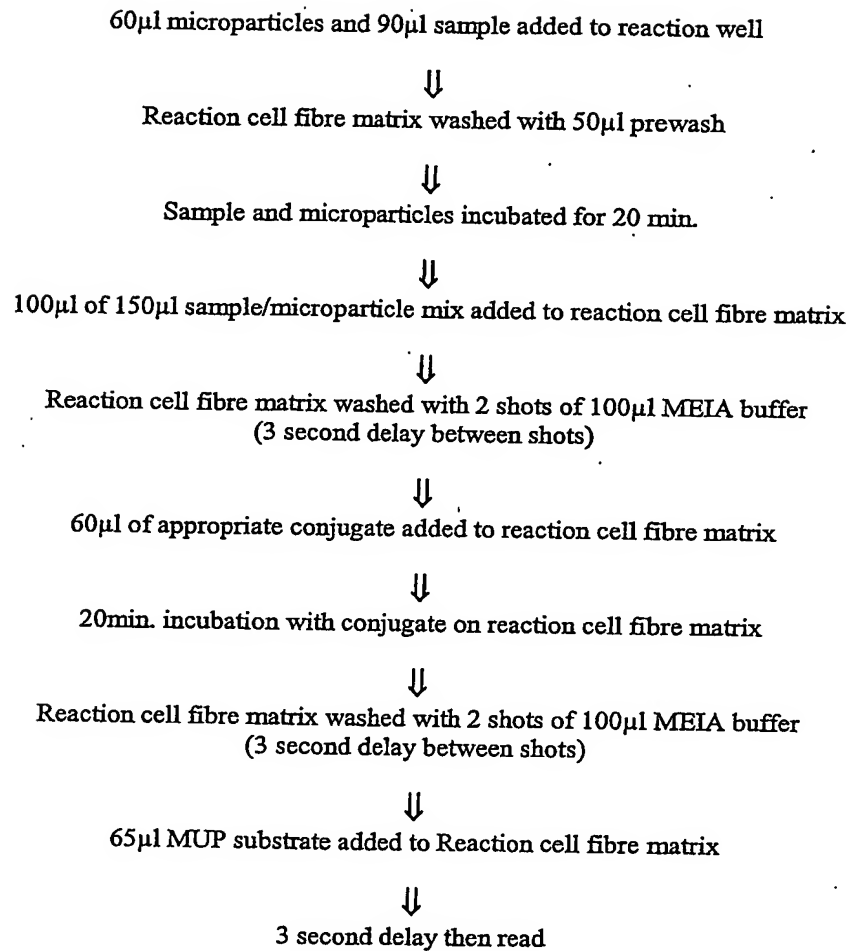 60µl microparticles and 90µl sample added to reaction well
⇓
Reaction cell fibre matrix washed with 50µl prewash
⇓
Sample and microparticles incubated for 20 min.
⇓
100µl of 150µl sample/microparticle mix added to reaction cell fibre matrix
⇓
Reaction cell fibre matrix washed with 2 shots of 100µl MEIA buffer
(3 second delay between shots)
⇓
60µl of appropriate conjugate added to reaction cell fibre matrix
⇓
20min. incubation with conjugate on reaction cell fibre matrix
⇓
Reaction cell fibre matrix washed with 2 shots of 100µl MEIA buffer
(3 second delay between shots)
⇓
65µl MUP substrate added to Reaction cell fibre matrix
⇓
3 second delay then read